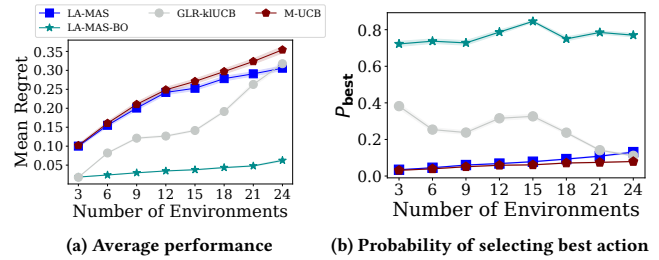 LA-MAS GLR-klUCB M-UCB
LA-MAS-BO
Mean Regret
0.35
0.30
0.25
0.20
0.15
0.10
0.05
3 6 9 12 15 18 21 24
Number of Environments
(a) Average performance
P_best
0.8
0.6
0.4
0.2
0.0
3 6 9 12 15 18 21 24
Number of Environments
(b) Probability of selecting best action